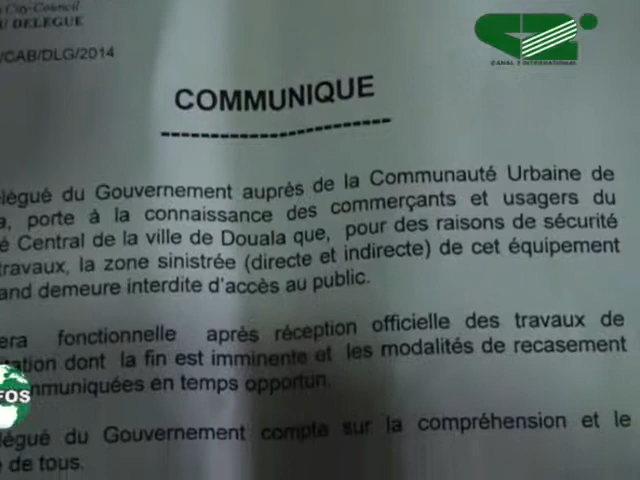 City-Council
DELEGUE
/CAB/DLG/2014
CANAL 2 INTERNATIONAL
COMMUNIQUE
élégué du Gouvernement auprès de la Communauté Urbaine de
a, porte à la connaissance des commerçants et usagers du
é Central de la ville de Douala que, pour des raisons de sécurité
travaux, la zone sinistrée (directe et indirecte) de cet équipement
and demeure interdite d'accès au public.
era fonctionnelle après réception officielle des travaux de
tation dont la fin est imminente et les modalités de recasement
mmuniquées en temps opportun.
FOS
légué du Gouvernement compte sur la compréhension et le
de tous.